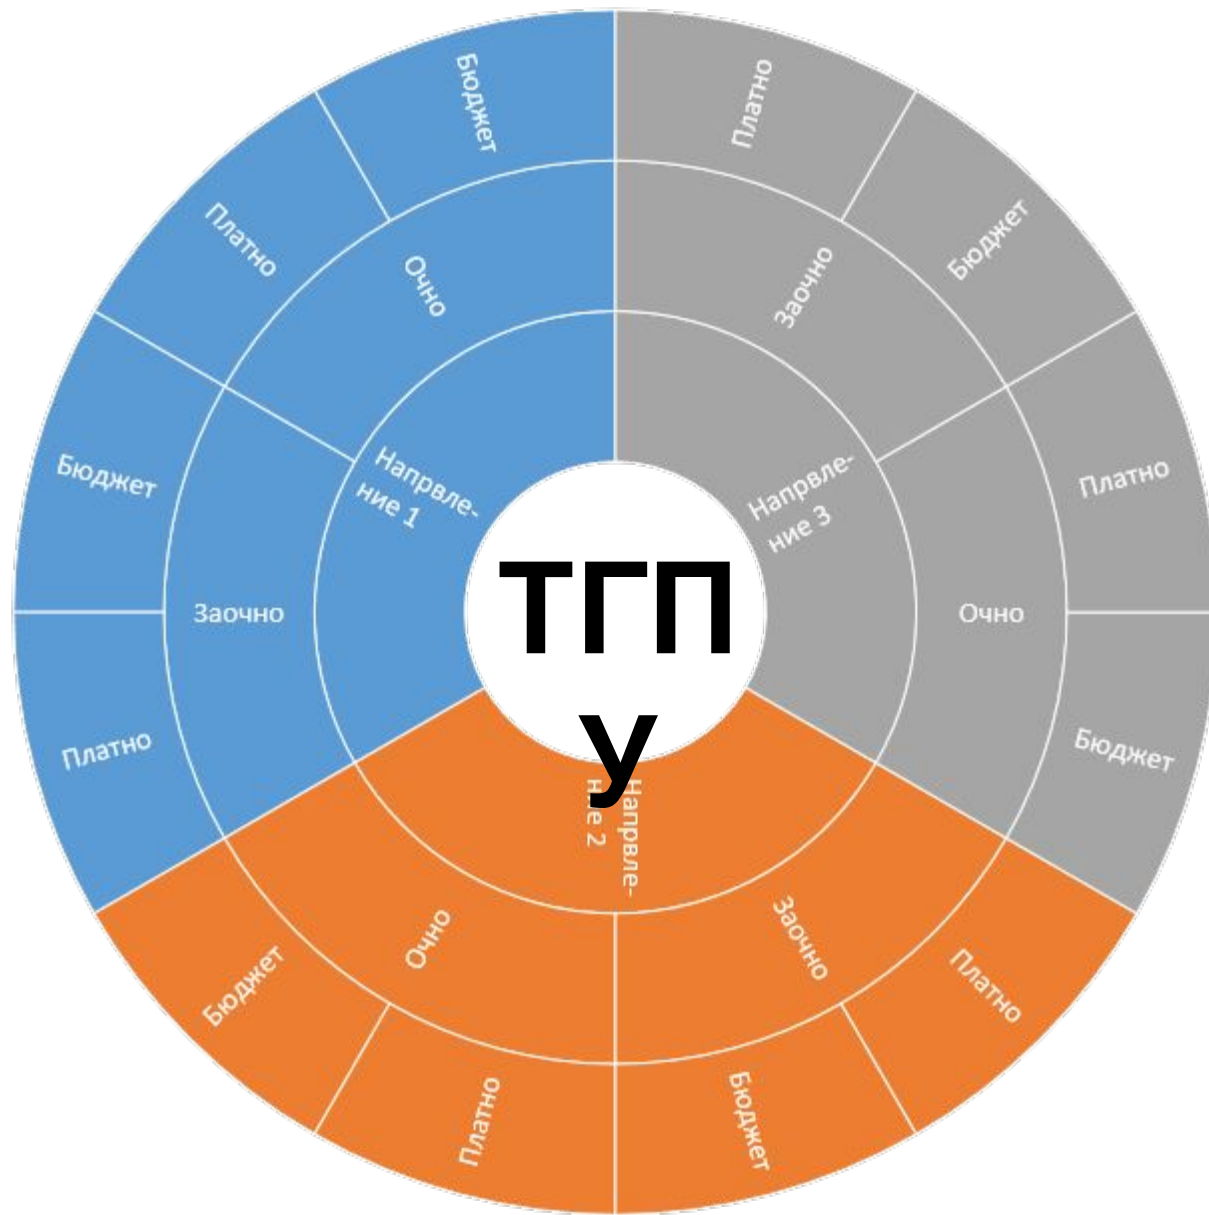 ТГП
У
Напрвле-
ние 1
Очно
Бюджет
Платно
Заочно
Бюджет
Платно
Напрвле-
ние 2
Очно
Бюджет
Платно
Заочно
Бюджет
Платно
Напрвле-
ние 3
Очно
Бюджет
Платно
Заочно
Бюджет
Платно